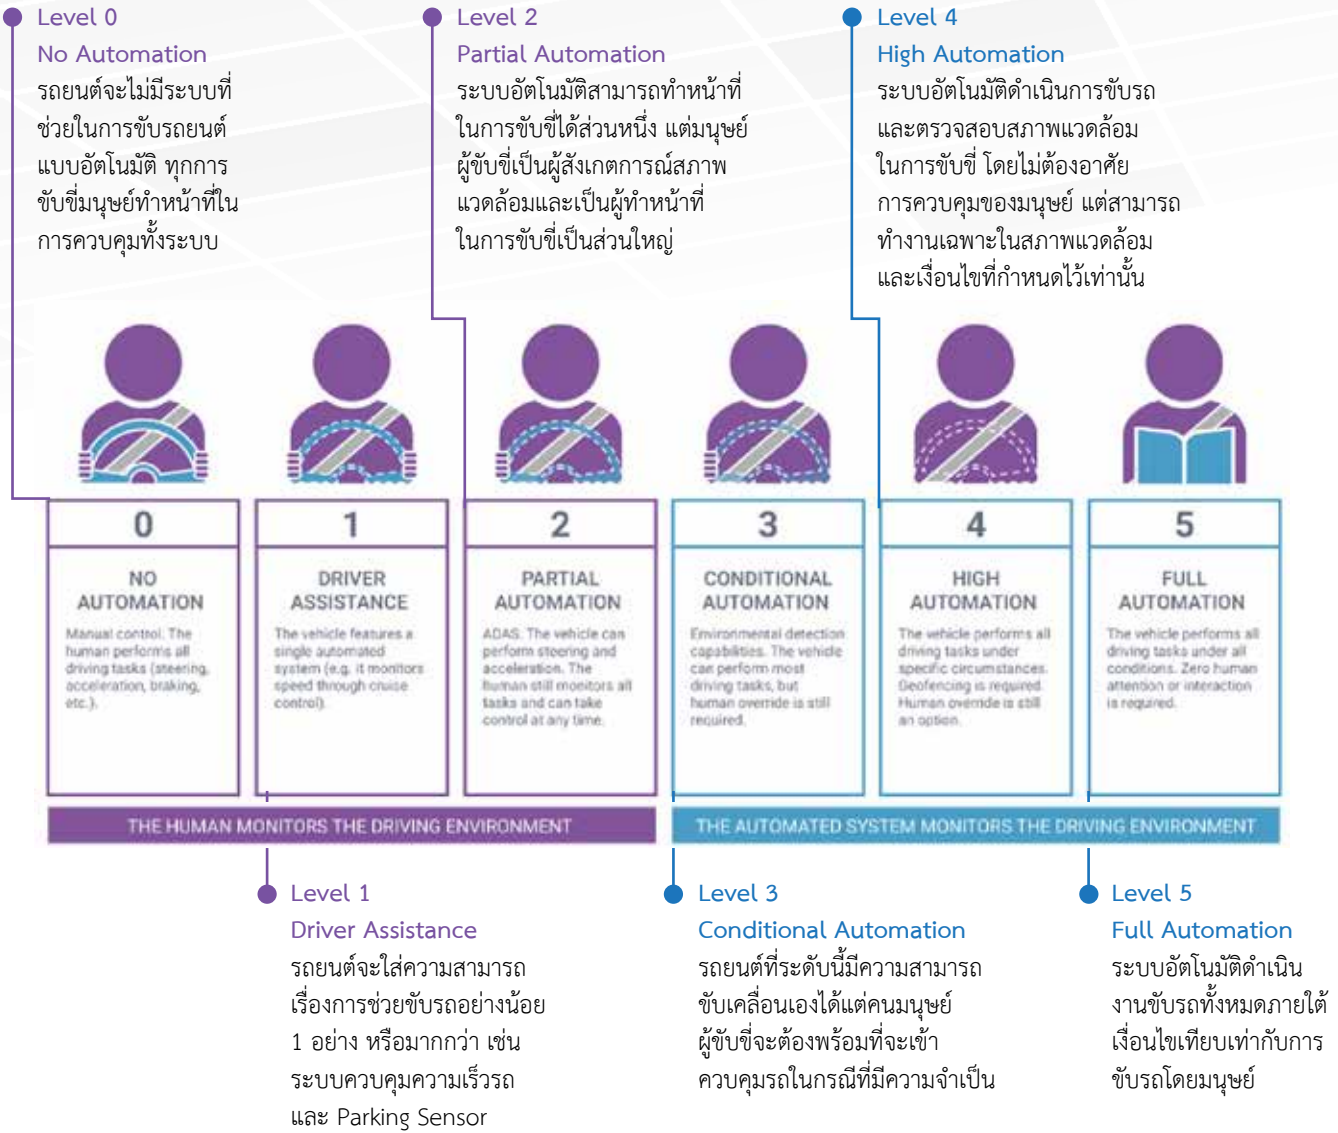 Level 0
No Automation
รถยนต์จะไม่มีระบบที่
ช่วยในการขับรถยนต์
แบบอัตโนมัติ ทุกการ
ขับขี่มนุษย์ทำหน้าที่ใน
การควบคุมทั้งระบบ
Level 2
Partial Automation
ระบบอัตโนมัติสามารถทำหน้าที่
ในการขับขี่ได้ส่วนหนึ่ง แต่มนุษย์
ผู้ขับขี่เป็นผู้สังเกตการณ์สภาพ
แวดล้อมและเป็นผู้ทำหน้าที่
ในการขับขี่เป็นส่วนใหญ่
Level 4
High Automation
ระบบอัตโนมัติดำเนินการขับรถ
และตรวจสอบสภาพแวดล้อม
ในการขับขี่ โดยไม่ต้องอาศัย
การควบคุมของมนุษย์ แต่สามารถ
ทำงานเฉพาะในสภาพแวดล้อม
และเงื่อนไขที่กำหนดไว้เท่านั้น
0
NO
AUTOMATION
Manual control. The
human performs all
driving tasks (steering,
acceleration, braking,
etc.).
1
DRIVER
ASSISTANCE
The vehicle features a
single automated
system (e.g. it monitors
speed through cruise
control).
2
PARTIAL
AUTOMATION
ADAS. The vehicle can
perform steering and
acceleration. The
human still monitors all
tasks and can take
control at any time.
3
CONDITIONAL
AUTOMATION
Environmental detection
capabilities. The vehicle
can perform most
driving tasks, but
human override is still
required.
4
HIGH
AUTOMATION
The vehicle performs all
driving tasks under
specific circumstances.
Geofencing is required.
Human override is still
an option.
5
FULL
AUTOMATION
The vehicle performs all
driving tasks under all
conditions. Zero human
attention or interaction
is required.
THE HUMAN MONITORS THE DRIVING ENVIRONMENT
THE AUTOMATED SYSTEM MONITORS THE DRIVING ENVIRONMENT
Level 1
Driver Assistance
รถยนต์จะใส่ความสามารถ
เรื่องการช่วยขับรถอย่างน้อย
1 อย่าง หรือมากกว่า เช่น
ระบบควบคุมความเร็วรถ
และ Parking Sensor
Level 3
Conditional Automation
รถยนต์ที่ระดับนี้มีความสามารถ
ขับเคลื่อนเองได้แต่คนมนุษย์
ผู้ขับขี่จะต้องพร้อมที่จะเข้า
ควบคุมรถในกรณีที่มีความจำเป็น
Level 5
Full Automation
ระบบอัตโนมัติดำเนิน
งานขับรถทั้งหมดภายใต้
เงื่อนไขเทียบเท่ากับการ
ขับรถโดยมนุษย์